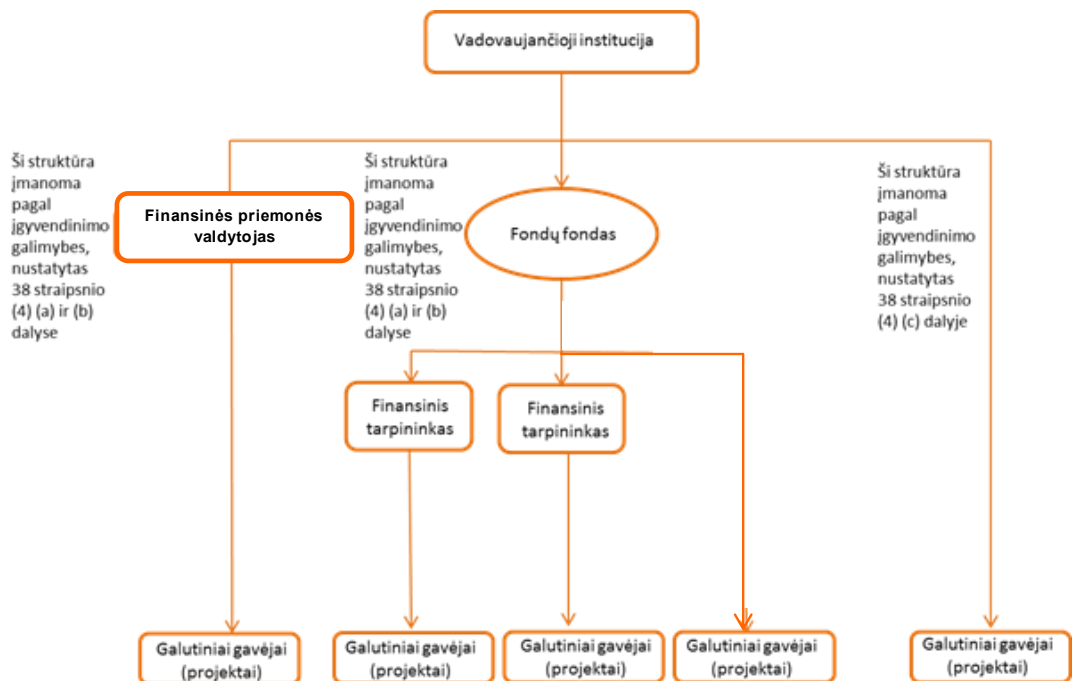 Vadovaujančioji institucija
Ši struktūra
įmanoma
pagal
įgyvendinimo
galimybes,
nustatytas
38 straipsnio
(4) (a) ir (b)
dalyse
Finansinės priemonės
valdytojas
Ši struktūra
įmanoma
pagal
įgyvendinimo
galimybes,
nustatytas
38 straipsnio
(4) (a) ir (b)
dalyse
Fondų fondas
Ši struktūra
įmanoma
pagal
įgyvendinimo
galimybes,
nustatytas
38 straipsnio
(4) (c) dalyje
Finansinis
tarpininkas
Finansinis
tarpininkas
Galutiniai gavėjai
(projektai)
Galutiniai gavėjai
(projektai)
Galutiniai gavėjai
(projektai)
Galutiniai gavėjai
(projektai)
Galutiniai gavėjai
(projektai)